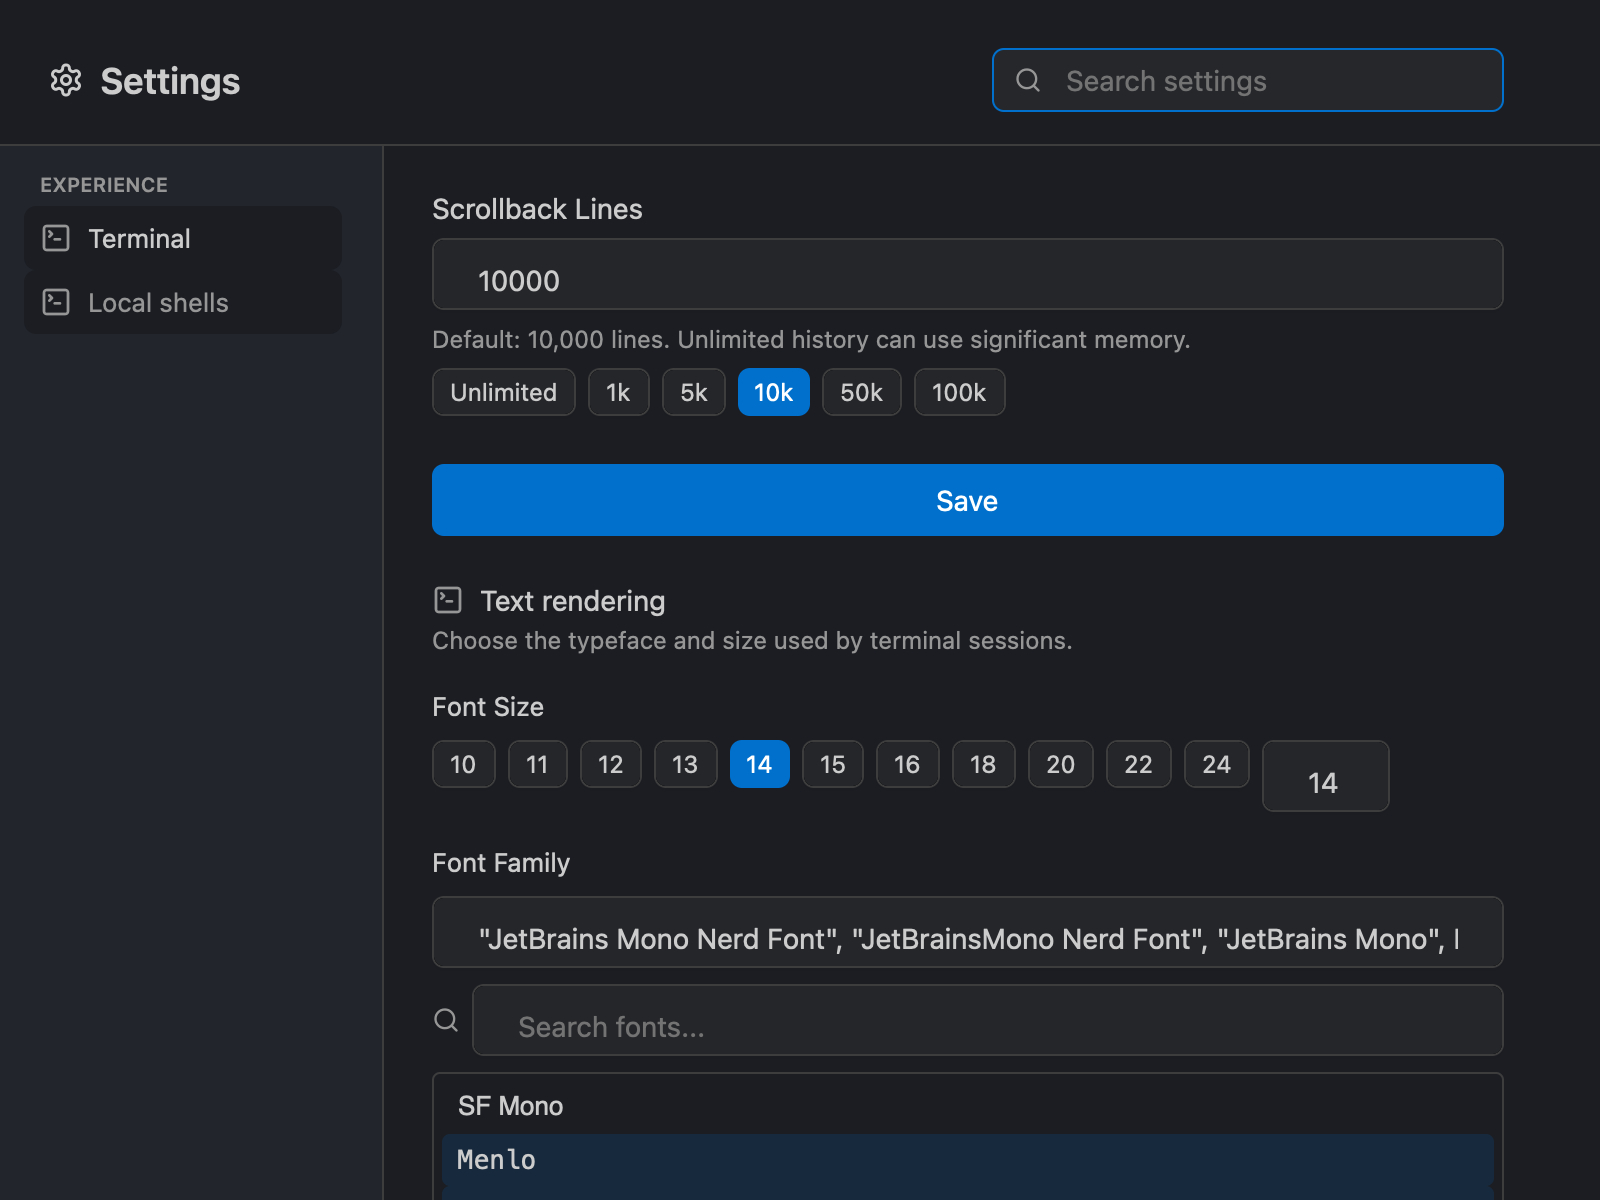 Settings
Search settings
EXPERIENCE
Terminal
Local shells
Scrollback Lines
10000
Default: 10,000 lines. Unlimited history can use significant memory.
Unlimited 1k 5k 10k 50k 100k
Save
Text rendering
Choose the typeface and size used by terminal sessions.
Font Size
10 11 12 13 14 15 16 18 20 22 24 14
Font Family
"JetBrains Mono Nerd Font", "JetBrainsMono Nerd Font", "JetBrains Mono",
Search fonts...
SF Mono
Menlo